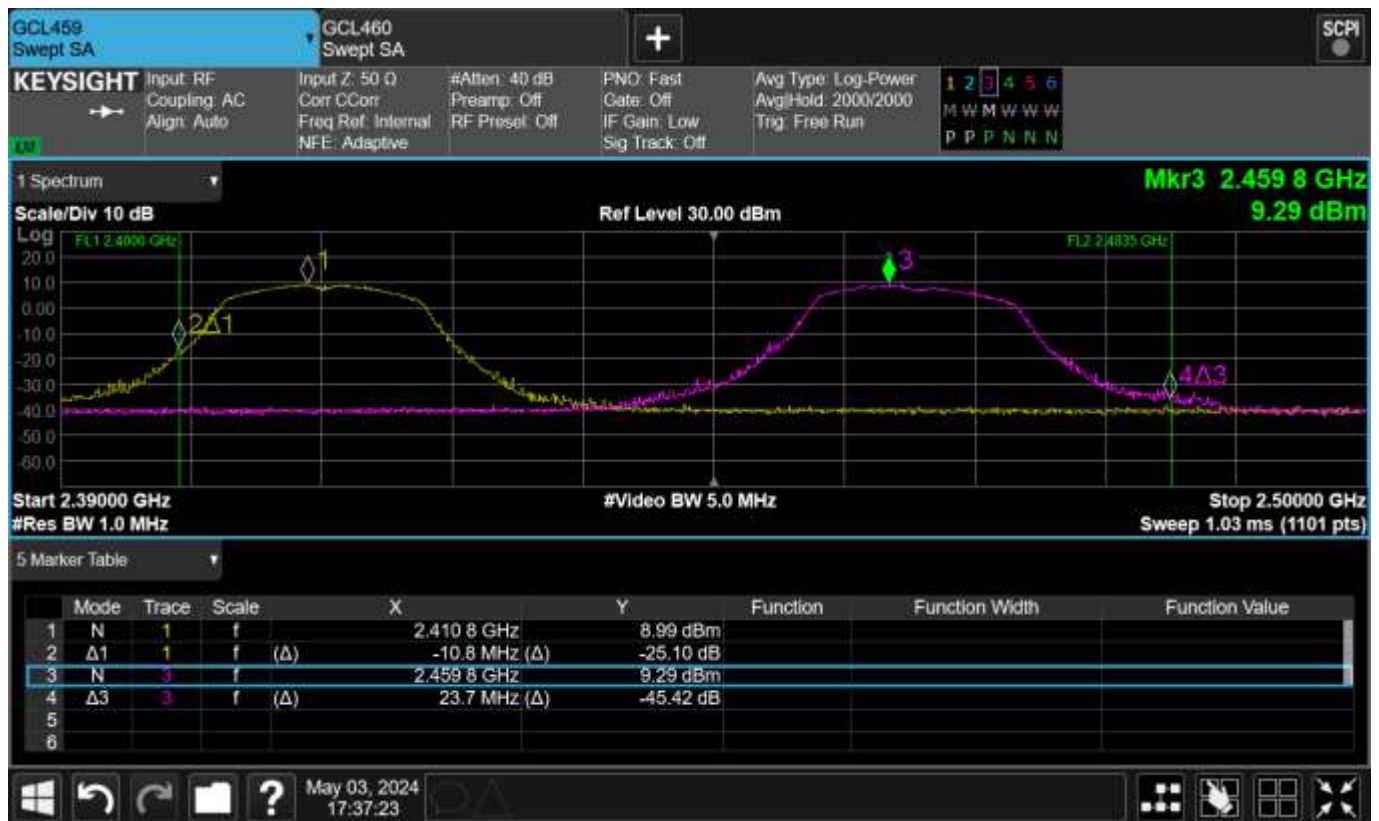 GCL459
Swept SA
GCL460
Swept SA
+
SCPI
KEYSIGHT
Input: RF
Coupling: AC
Align: Auto
Input Z: 50 Ω
Corr CCorr
Freq Ref: Internal
NFE: Adaptive
#Atten: 40 dB
Preamp: Off
RF Presel: Off
PNO: Fast
Gate: Off
IF Gain: Low
Sig Track: Off
Avg Type: Log-Power
Avg|Hold: 2000/2000
Trig: Free Run
1 2 3 4 5 6
M W M W W W
P P P N N N
1 Spectrum
Mkr3 2.459 8 GHz
Scale/Div 10 dB
Ref Level 30.00 dBm
9.29 dBm
Log
FL1 2.4000 GHz
FL2 2.4835 GHz
20.0
10.0
0.00
-10.0
-20.0
-30.0
-40.0
-50.0
-60.0
1
2Δ1
3
4Δ3
Start 2.39000 GHz
#Video BW 5.0 MHz
Stop 2.50000 GHz
#Res BW 1.0 MHz
Sweep 1.03 ms (1101 pts)
5 Marker Table
Mode Trace Scale X Y Function Function Width Function Value
1 N 1 f 2.410 8 GHz 8.99 dBm
2 Δ1 1 f (Δ) -10.8 MHz (Δ) -25.10 dB
3 N 3 f 2.459 8 GHz 9.29 dBm
4 Δ3 3 f (Δ) 23.7 MHz (Δ) -45.42 dB
5
6
?
May 03, 2024
17:37:23